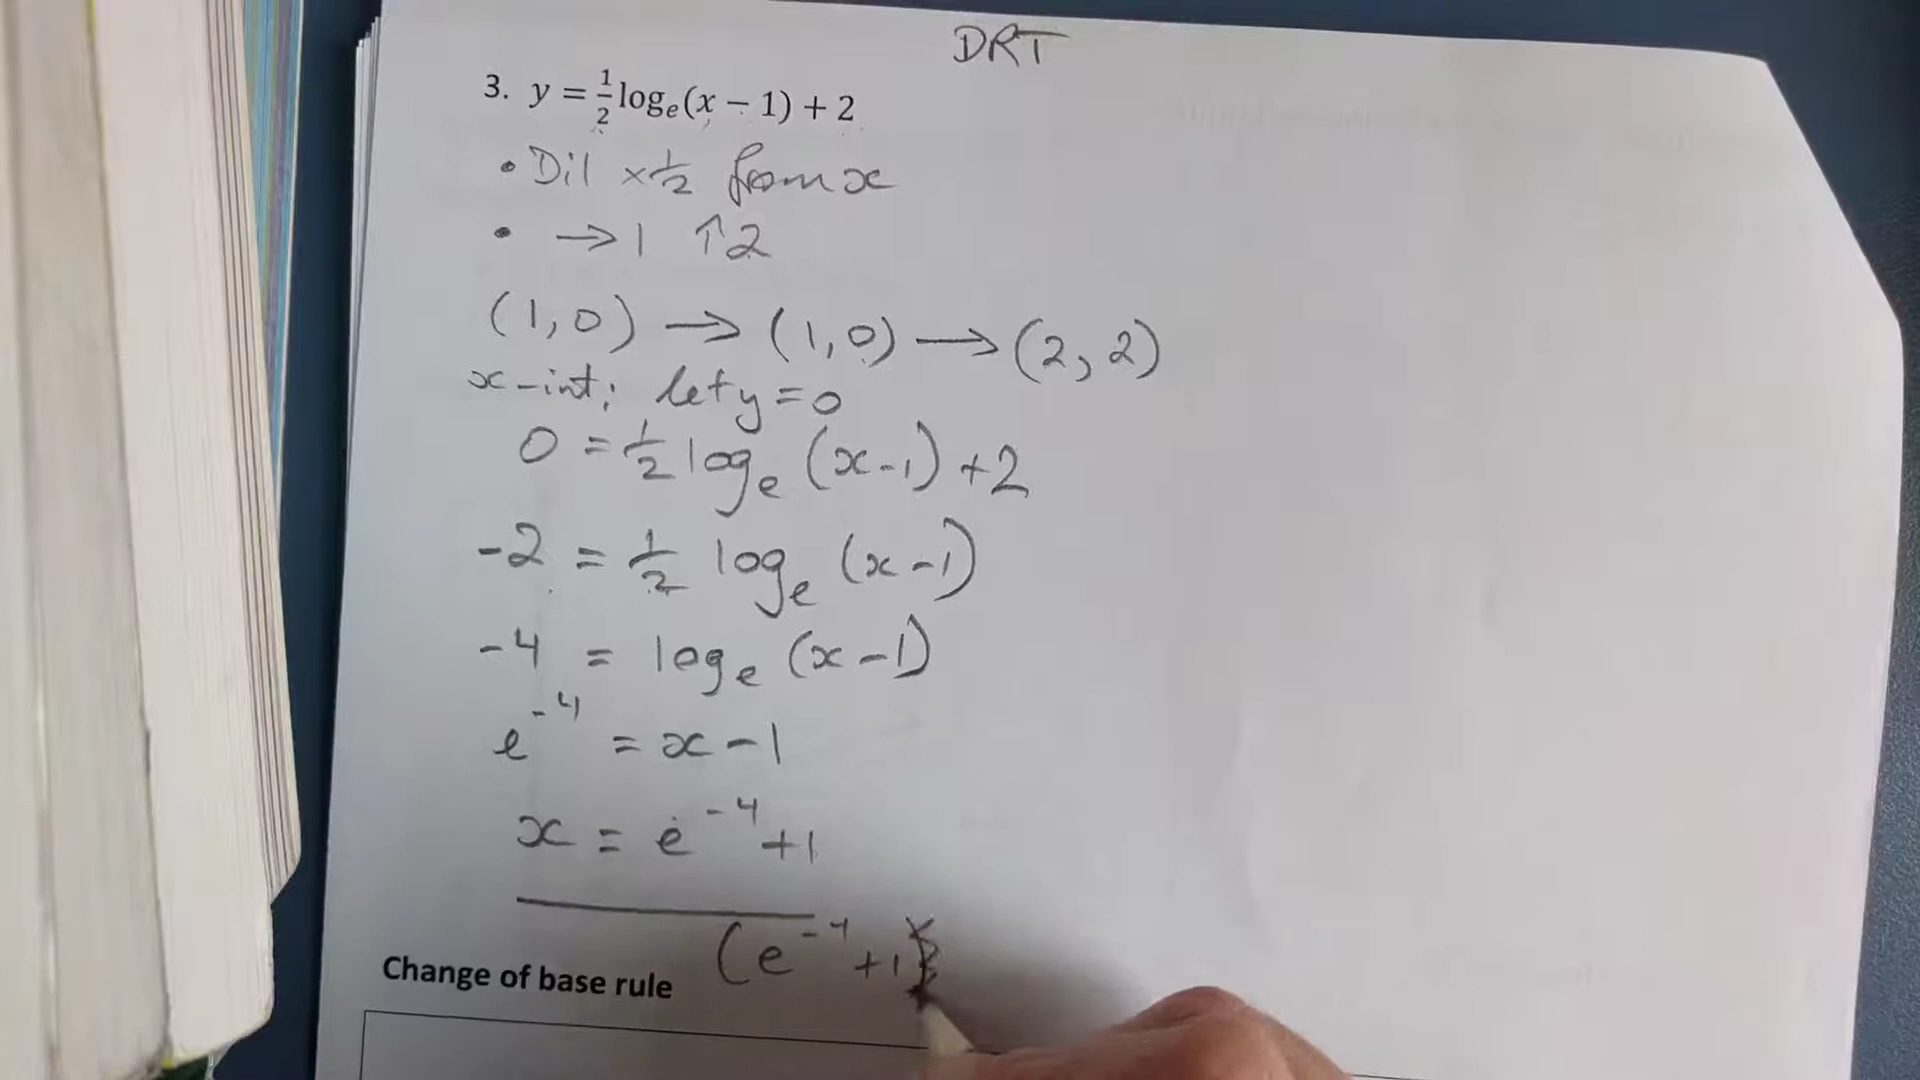 DRT
3. y = 1/2 logₑ(x − 1) + 2
• Dil × 1/2 from x
• → 1 ↑2
(1,0) → (1,0) → (2,2)
x-int: let y = 0
0 = 1/2 logₑ (x-1) + 2
-2 = 1/2 logₑ (x-1)
-4 = logₑ (x-1)
e⁻⁴ = x - 1
x = e⁻⁴ + 1
(e⁻⁴ + 1
Change of base rule